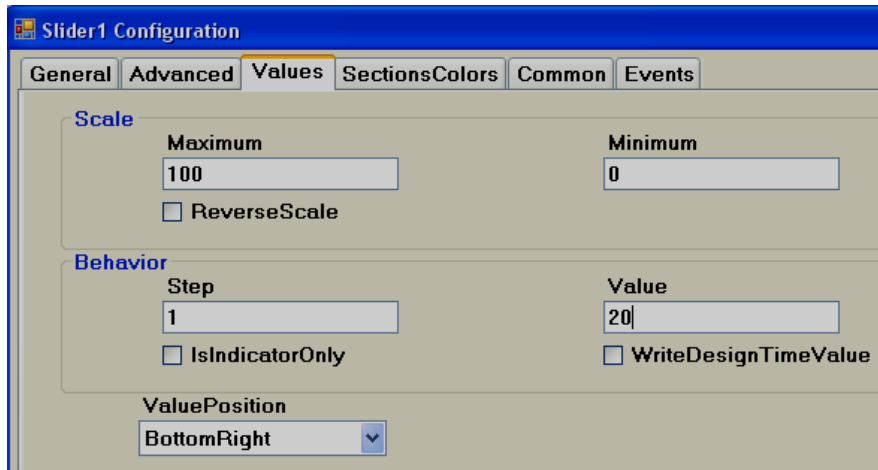 Slider1 Configuration
General Advanced Values SectionsColors Common Events
Scale
Maximum Minimum
100 0
ReverseScale
Behavior
Step Value
1 20
IsIndicatorOnly WriteDesignTimeValue
ValuePosition
BottomRight